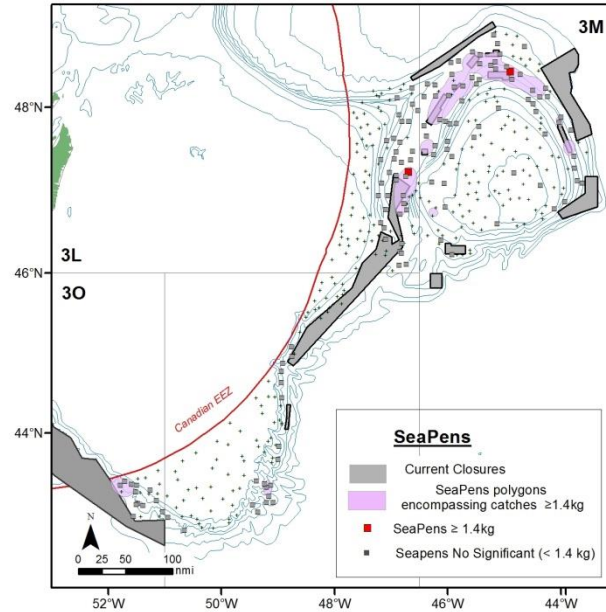 3M
48°N
46°N
44°N
3L
3O
Canadian EEZ
SeaPens
Current Closures
SeaPens polygons
encompassing catches ≥1.4kg
SeaPens ≥ 1.4kg
Seapens No Significant (< 1.4 kg)
N
0 25 50 100
nmi
52°W 50°W 48°W 46°W 44°W